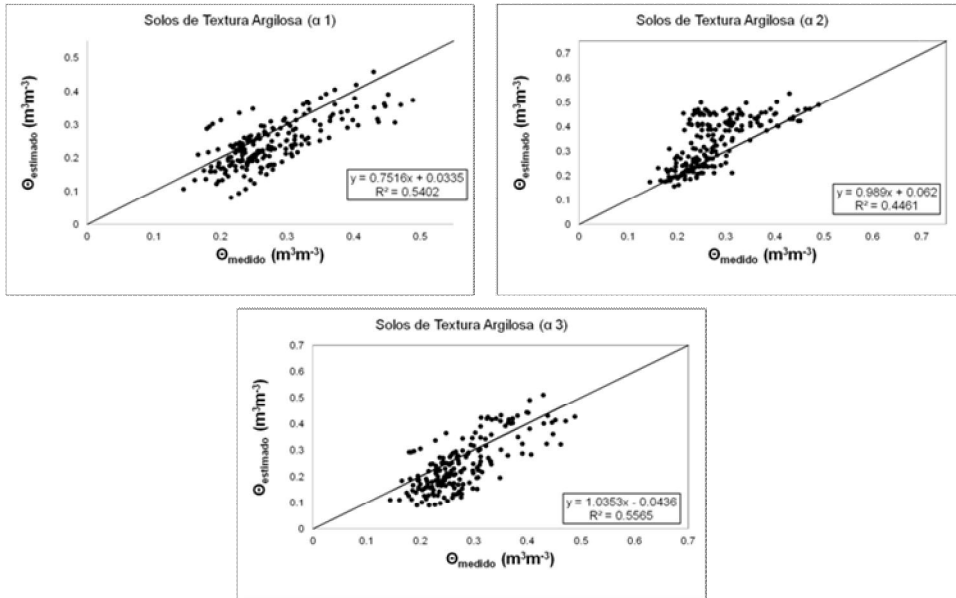 Solos de Textura Argilosa (α 1)
Θestimado (m³m⁻³)
0.5
0.4
0.3
0.2
0.1
0
0
0.1
0.2
0.3
0.4
0.5
y = 0.7516x + 0.0335
R² = 0.5402
Θmedido (m³m⁻³)
Solos de Textura Argilosa (α 2)
Θestimado (m³m⁻³)
0.7
0.6
0.5
0.4
0.3
0.2
0.1
0
0
0.1
0.2
0.3
0.4
0.5
0.6
0.7
y = 0.989x + 0.062
R² = 0.4461
Θmedido (m³m⁻³)
Solos de Textura Argilosa (α 3)
Θestimado (m³m⁻³)
0.7
0.6
0.5
0.4
0.3
0.2
0.1
0
0
0.1
0.2
0.3
0.4
0.5
0.6
0.7
y = 1.0353x - 0.0436
R² = 0.5565
Θmedido (m³m⁻³)